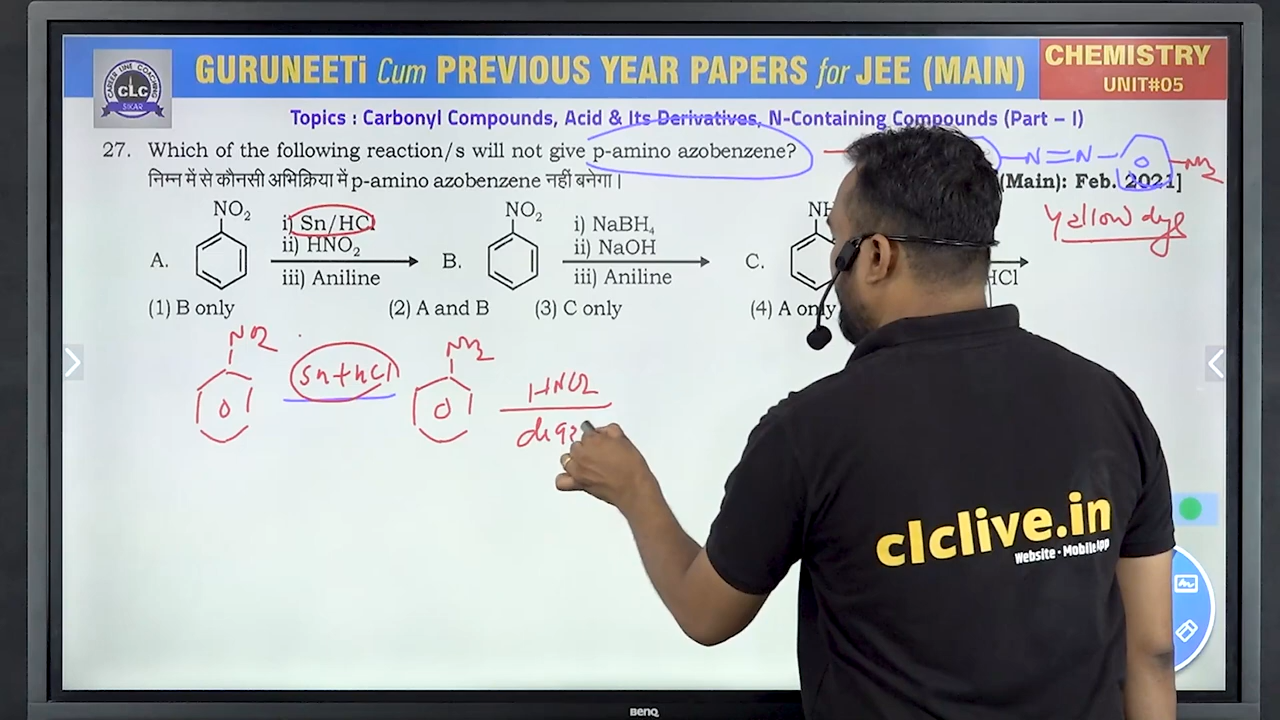 GURUNEETi Cum PREVIOUS YEAR PAPERS for JEE (MAIN)
CHEMISTRY
UNIT#05
CAREER LINE COACHING
CLC
SIKAR
Topics : Carbonyl Compounds, Acid & Its Derivatives, N-Containing Compounds (Part – I)
27. Which of the following reaction/s will not give p-amino azobenzene?
N=N
NH2
निम्न में से कौनसी अभिक्रिया में p-amino azobenzene नहीं बनेगा।
(Main): Feb. 2021]
Yellow dye
A.
NO2
i) Sn/HCl
ii) HNO2
iii) Aniline
B.
NO2
i) NaBH4
ii) NaOH
iii) Aniline
C.
HCl
(1) B only
(2) A and B
(3) C only
(4) A only
NO2
Sn+HCl
NH2
HNO2
clclive.in
Website • MobileApp
BenQ